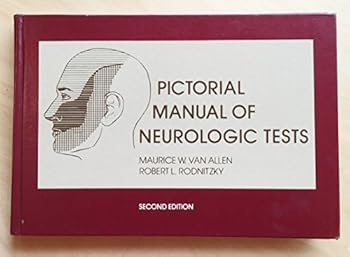 PICTORIAL
MANUAL OF
NEUROLOGIC TESTS
MAURICE W. VAN ALLEN
ROBERT L. RODNITZKY
SECOND EDITION